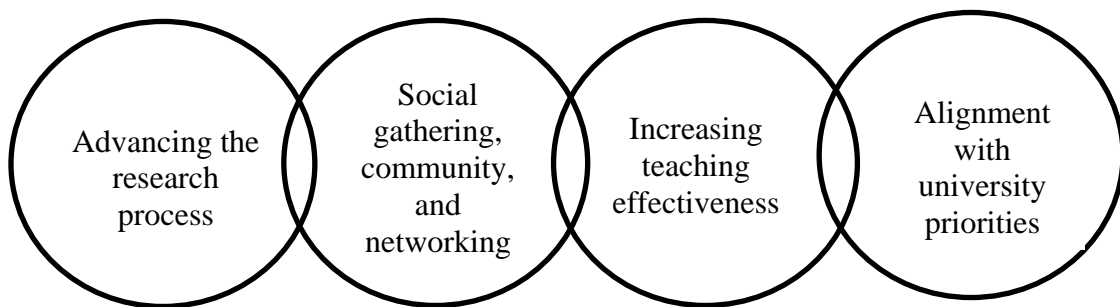 Advancing the
research
process
Social
gathering,
community,
and
networking
Increasing
teaching
effectiveness
Alignment
with
university
priorities